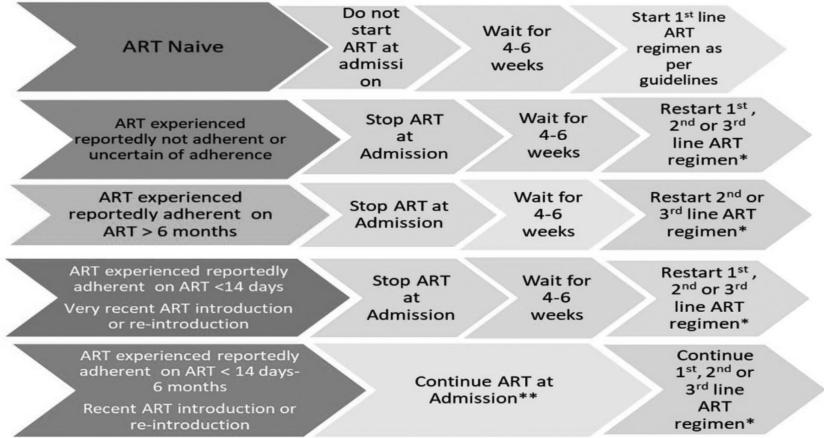 ART Naive
Do not
start
ART at
admissi
on
Wait for
4-6
weeks
Start 1st line
ART
regimen as
per
guidelines
ART experienced
reportedly not adherent or
uncertain of adherence
Stop ART
at
Admission
Wait for
4-6
weeks
Restart 1st ,
2nd or 3rd
line ART
regimen*
ART experienced
reportedly adherent on
ART > 6 months
Stop ART at
Admission
Wait for
4-6
weeks
Restart 2nd or
3rd line ART
regimen*
ART experienced reportedly
adherent on ART <14 days
Very recent ART introduction
or re-introduction
Stop ART
at
Admission
Wait for
4-6
weeks
Restart 1st,
2nd or 3rd
line ART
regimen*
ART experienced reportedly
adherent on ART < 14 days-
6 months
Recent ART introduction or
re-introduction
Continue ART at
Admission**
Continue
1st, 2nd or
3rd line
ART
regimen*